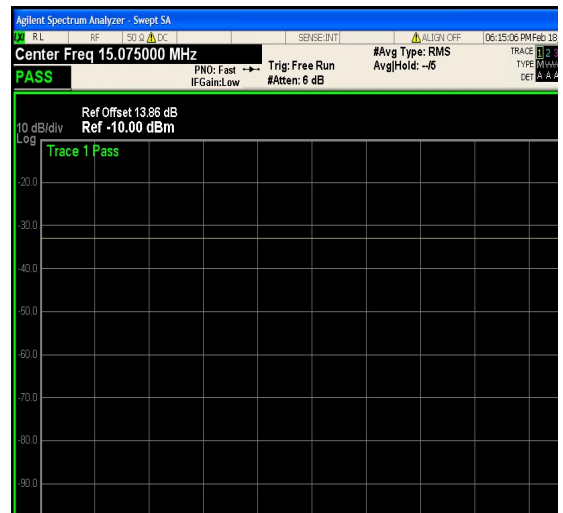 Agilent Spectrum Analyzer - Swept SA
LXI RL RF 50 Ω DC SENSE:INT ALIGN OFF 06:15:06 PM Feb 18
Center Freq 15.075000 MHz #Avg Type: RMS TRACE 1 2 3
PNO: Fast Trig: Free Run Avg|Hold: --/5 TYPE M
PASS IFGain:Low #Atten: 6 dB DET A A A
Ref Offset 13.86 dB
10 dB/div Ref -10.00 dBm
Log
Trace 1 Pass
-20.0
-30.0
-40.0
-50.0
-60.0
-70.0
-80.0
-90.0